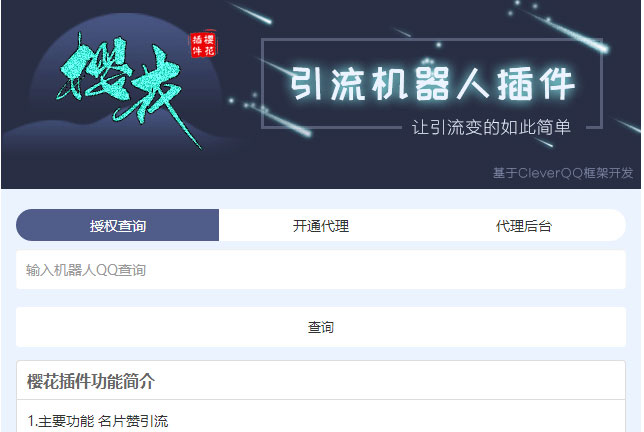 樱花
樱花
插件
引流机器人插件
让引流变的如此简单
基于CleverQQ框架开发
授权查询
开通代理
代理后台
输入机器人QQ查询
查询
樱花插件功能简介
1.主要功能 名片赞引流